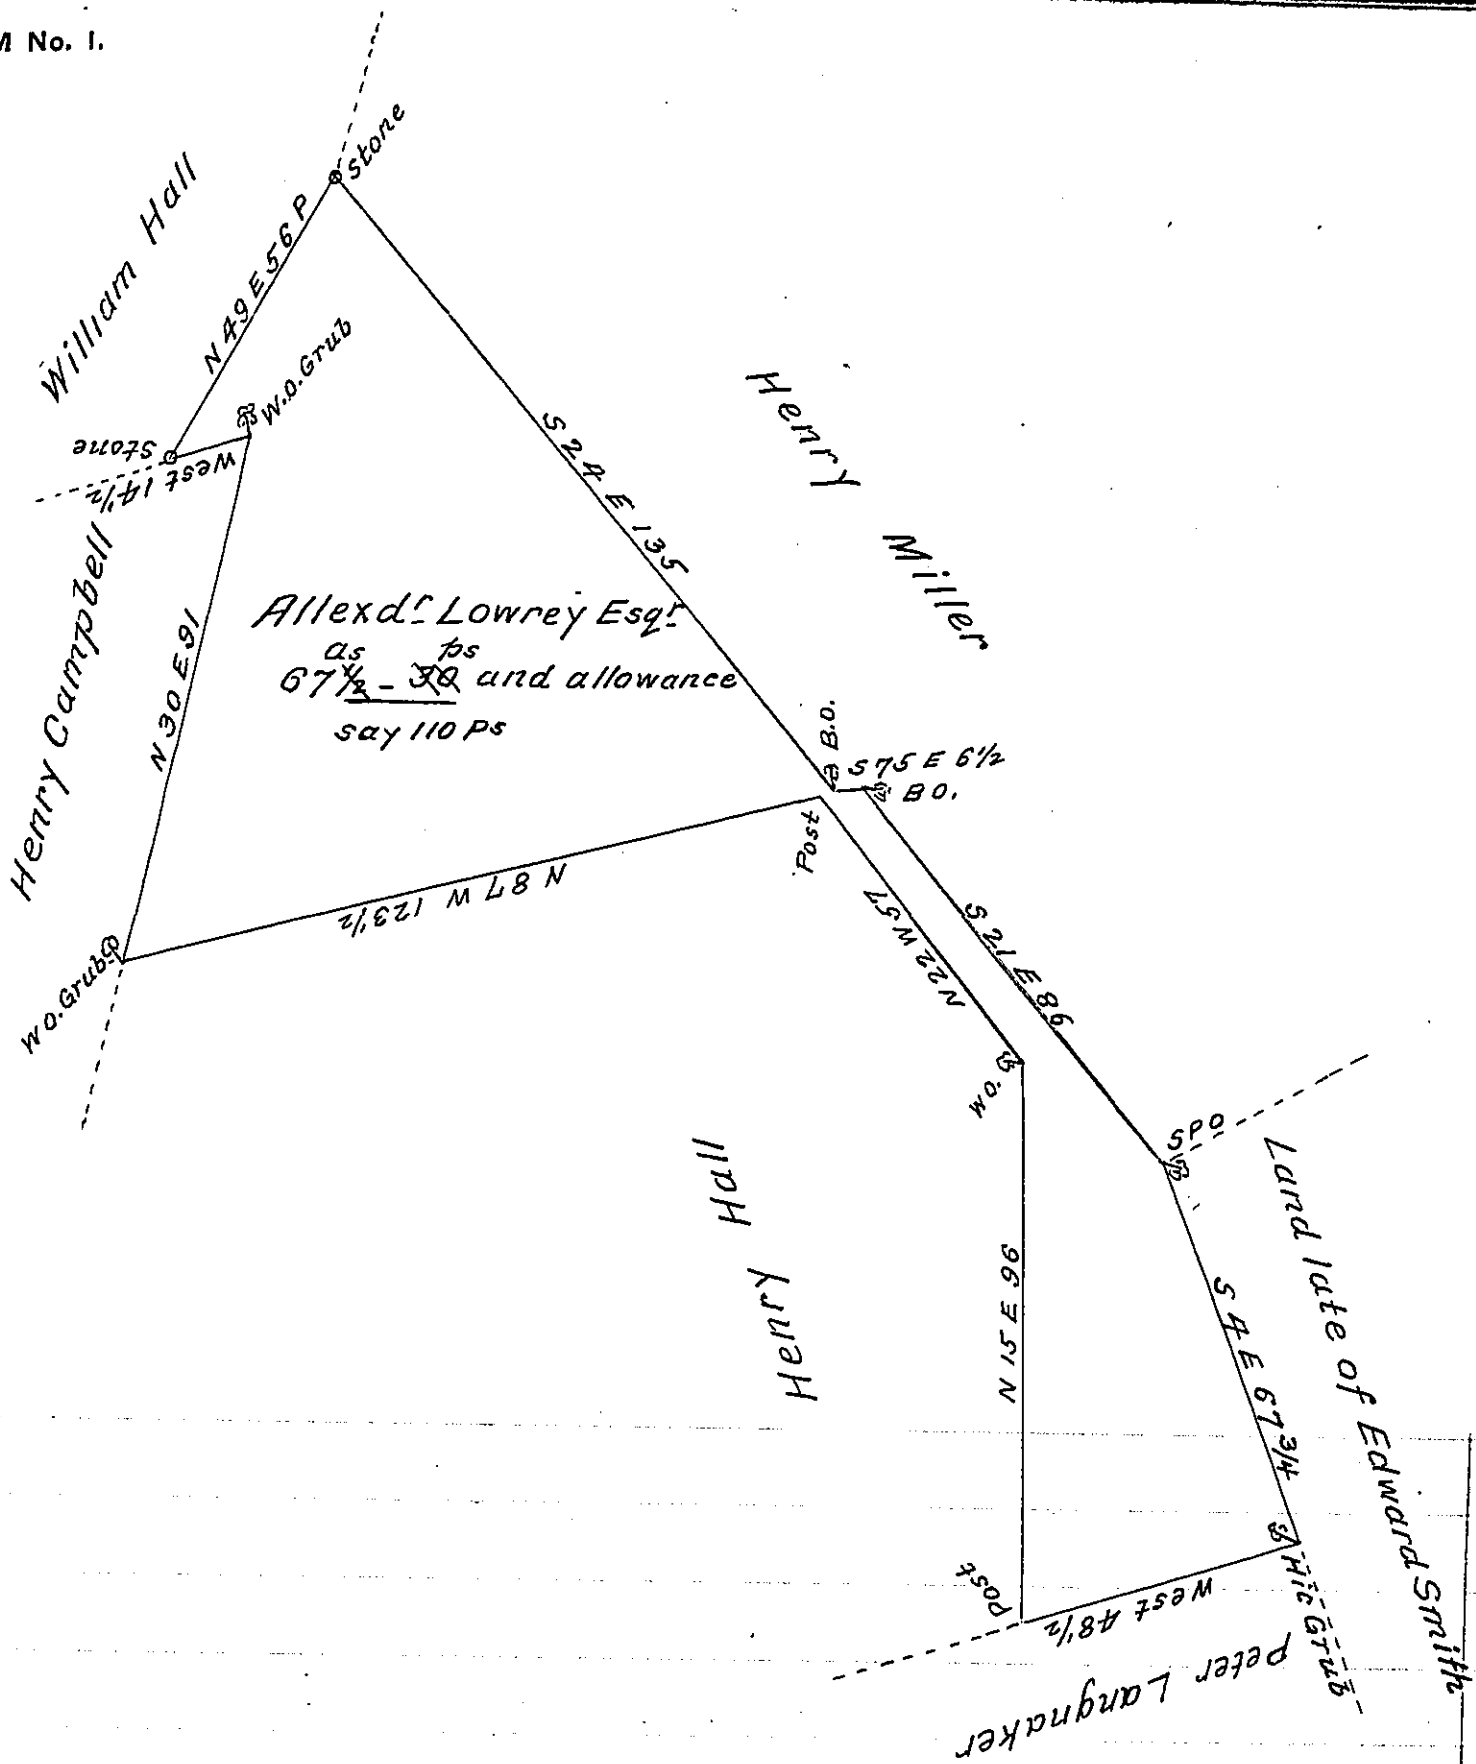 M No. 1.
William Hall
Stone
N 49 E 56 P
W.O. Grub
Stone
West 14 1/2
Henry Campbell
N 30 E 91
S 24 E 135
Henry Miller
Allexdr Lowrey Esqr
as ps
67 1/2 - 30 and allowance
say 110 Ps
B.O.
S 75 E 6 1/2
B O.
Post
N 87 W 123 1/2
W O. Grub
N 22 W 57
S 21 E 86
W O.
S P O
Henry Hall
N 15 E 96
S 4 E 67 3/4
Land late of Edward Smith
Post
West 48 1/2
Hic Grub
Peter Langnaker